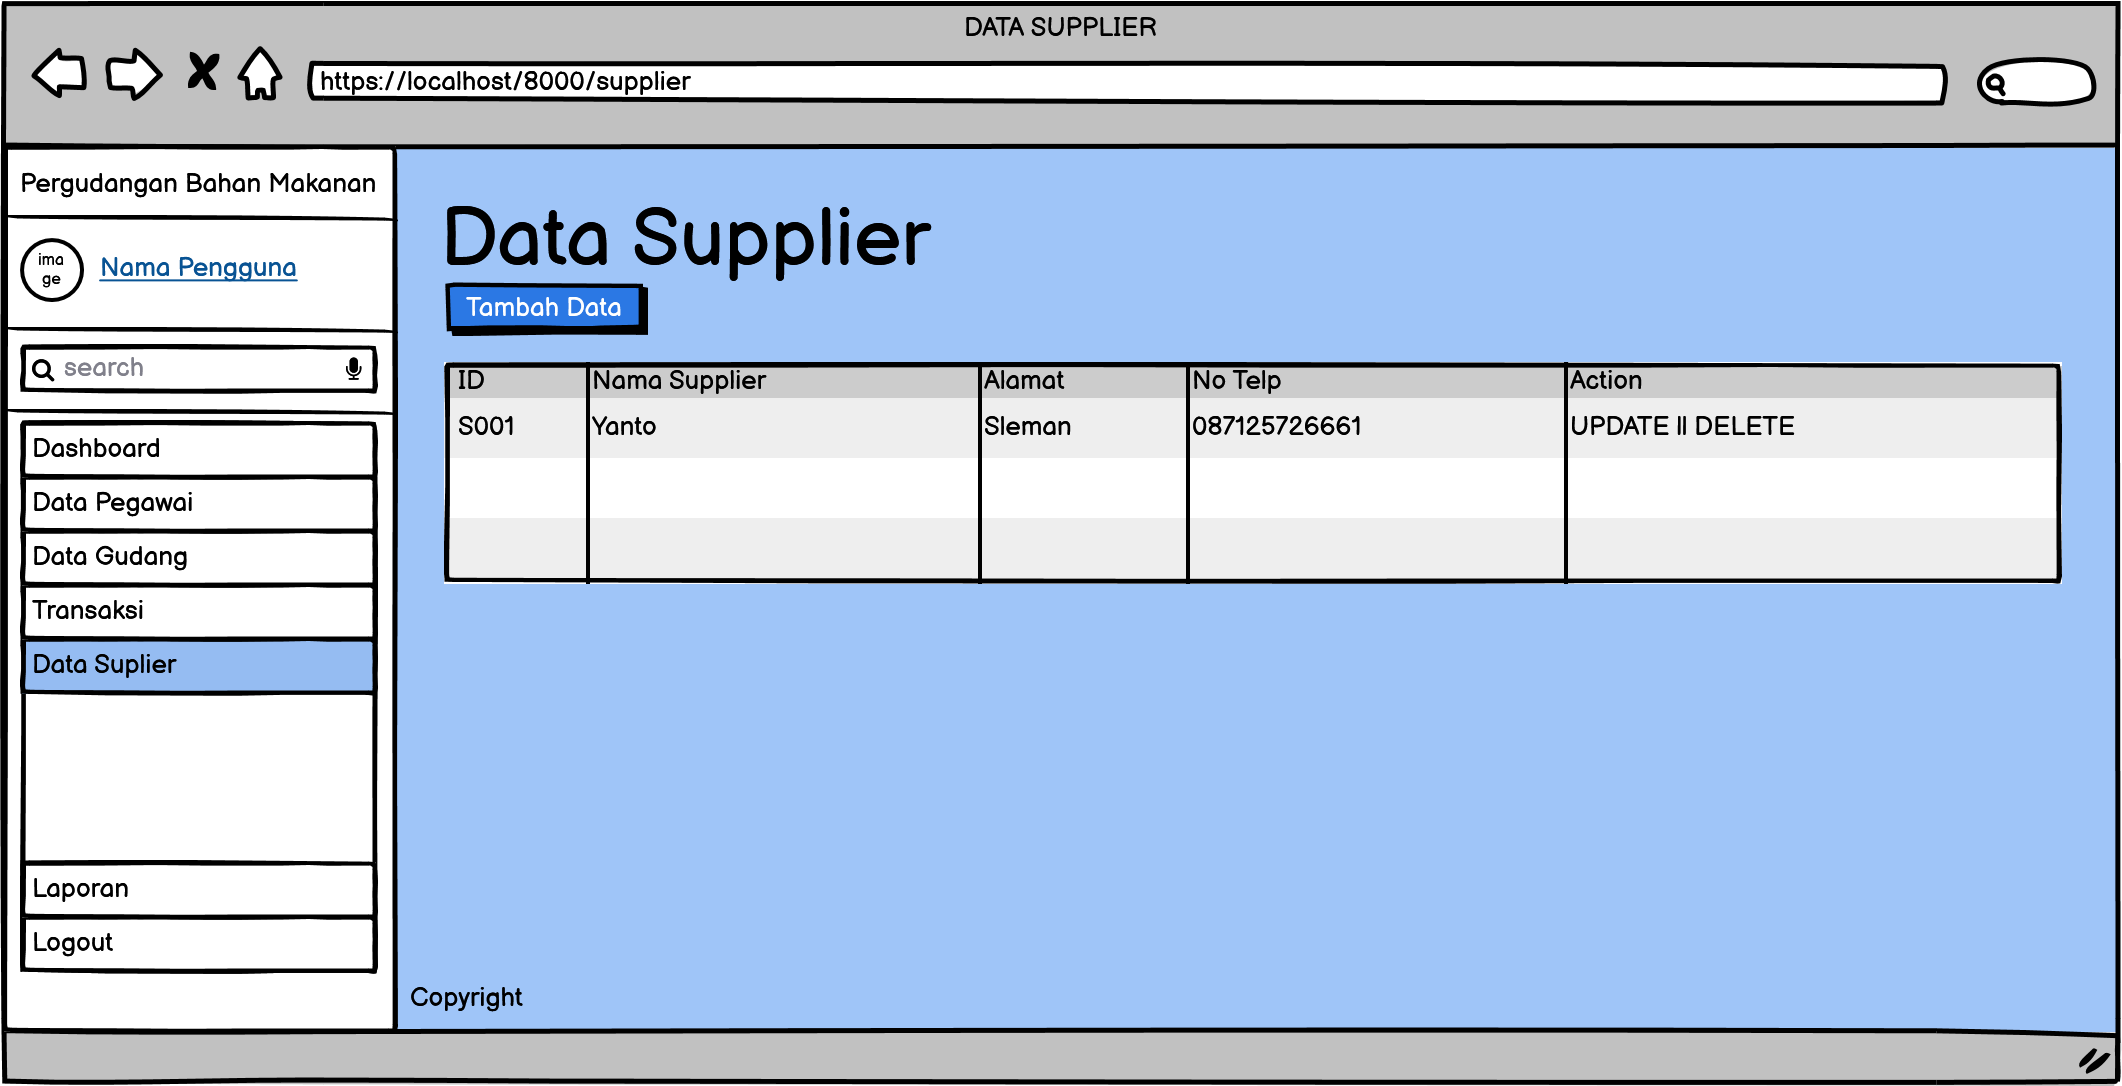 DATA SUPPLIER
https://localhost/8000/supplier
Pergudangan Bahan Makanan
ima
ge
Nama Pengguna
search
Dashboard
Data Pegawai
Data Gudang
Transaksi
Data Suplier
Laporan
Logout
Data Supplier
Tambah Data
ID Nama Supplier Alamat No Telp Action
S001 Yanto Sleman 087125726661 UPDATE || DELETE
Copyright